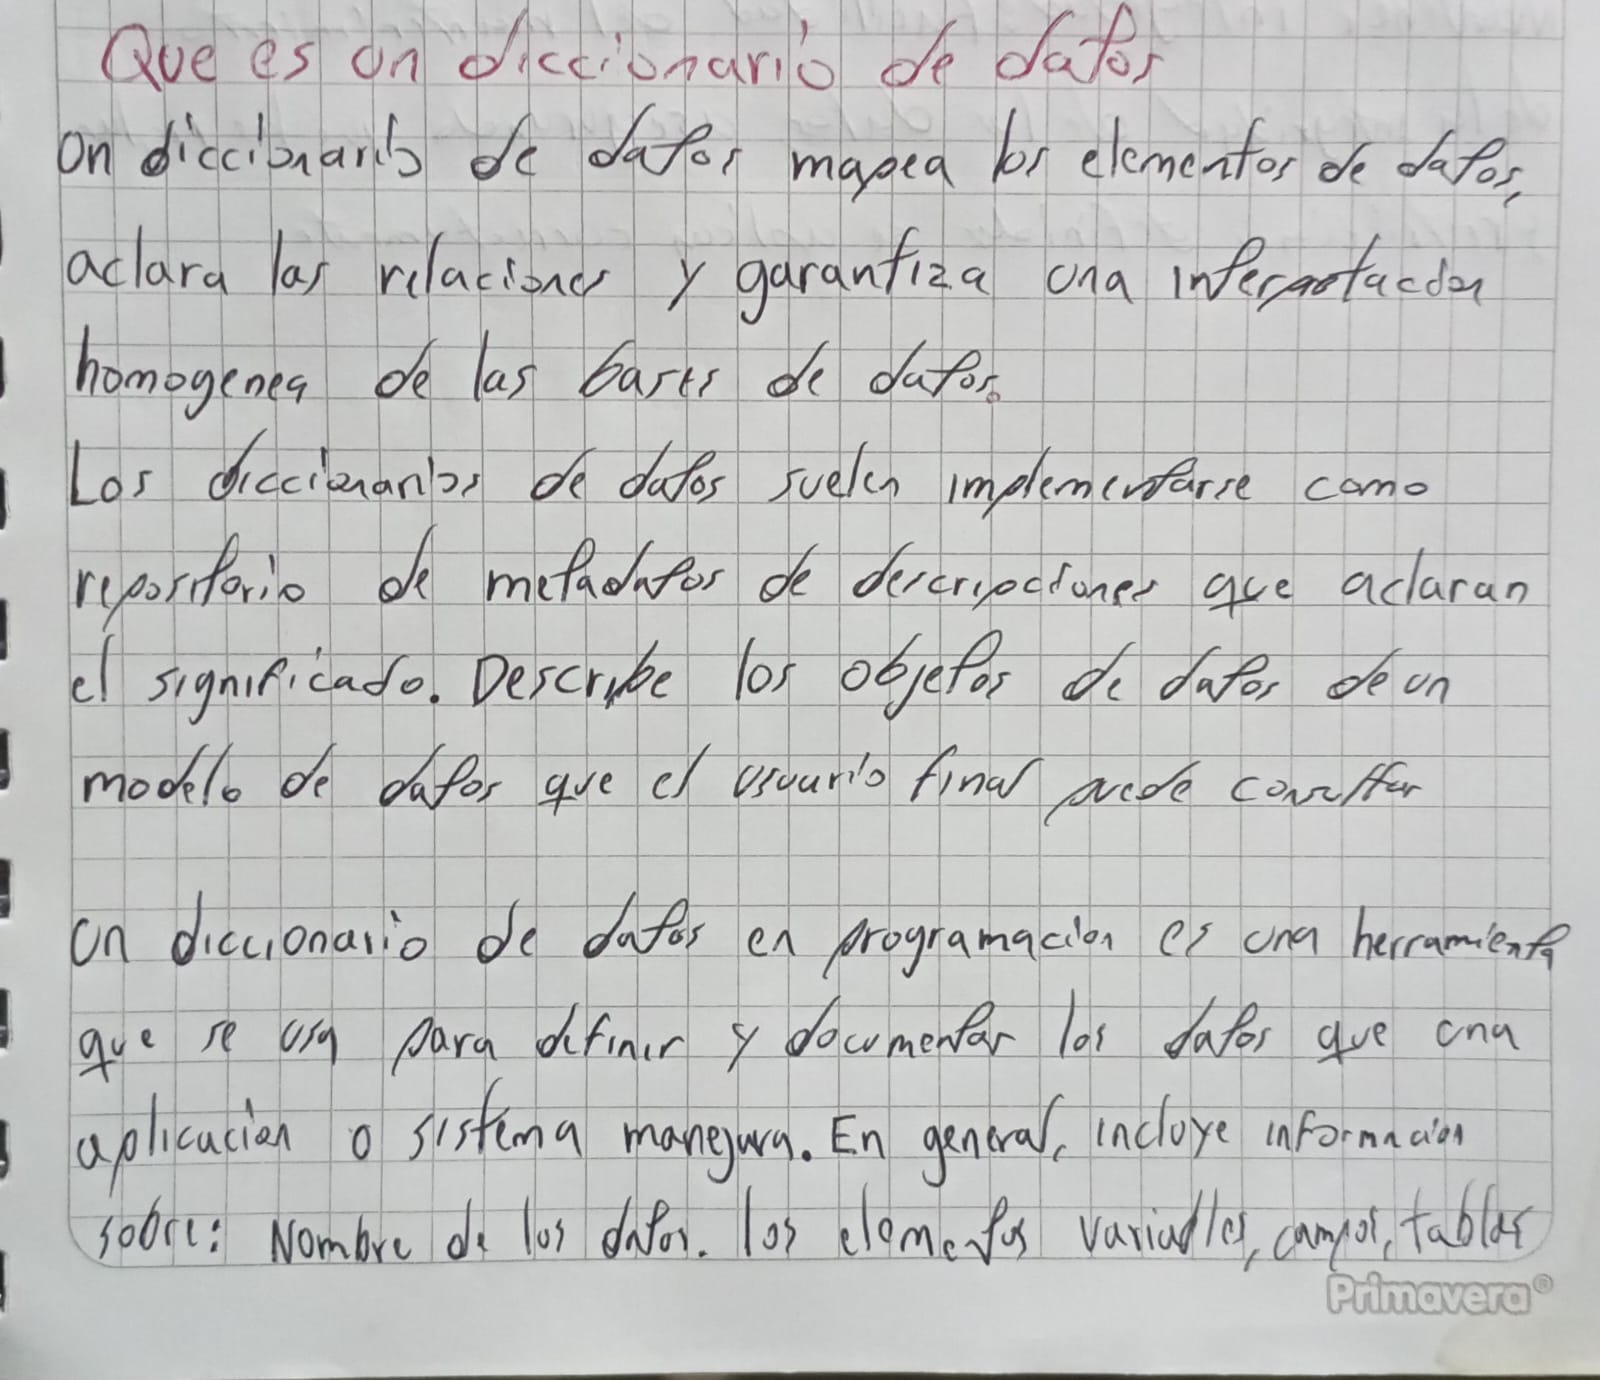 Que es un diccionario de datos
un diccionario de datos mapea los elementos de datos,
aclara las relaciones y garantiza una
homogenea de las bases de datos.
Los diccionarios de datos suelen implementarse como
repositorio de metadatos de descripciones que aclaran
el significado. Describe los objetos de datos de un
modelo de datos que el usuario final puede consultar
un diccionario de datos en programacion es una herramienta
que se usa para definir y documentar los datos que una
aplicacion o sistema manejara. En general, incluye informacion
sobre: Nombre de los datos. los elementos variables, campos, tablas
Primavera®